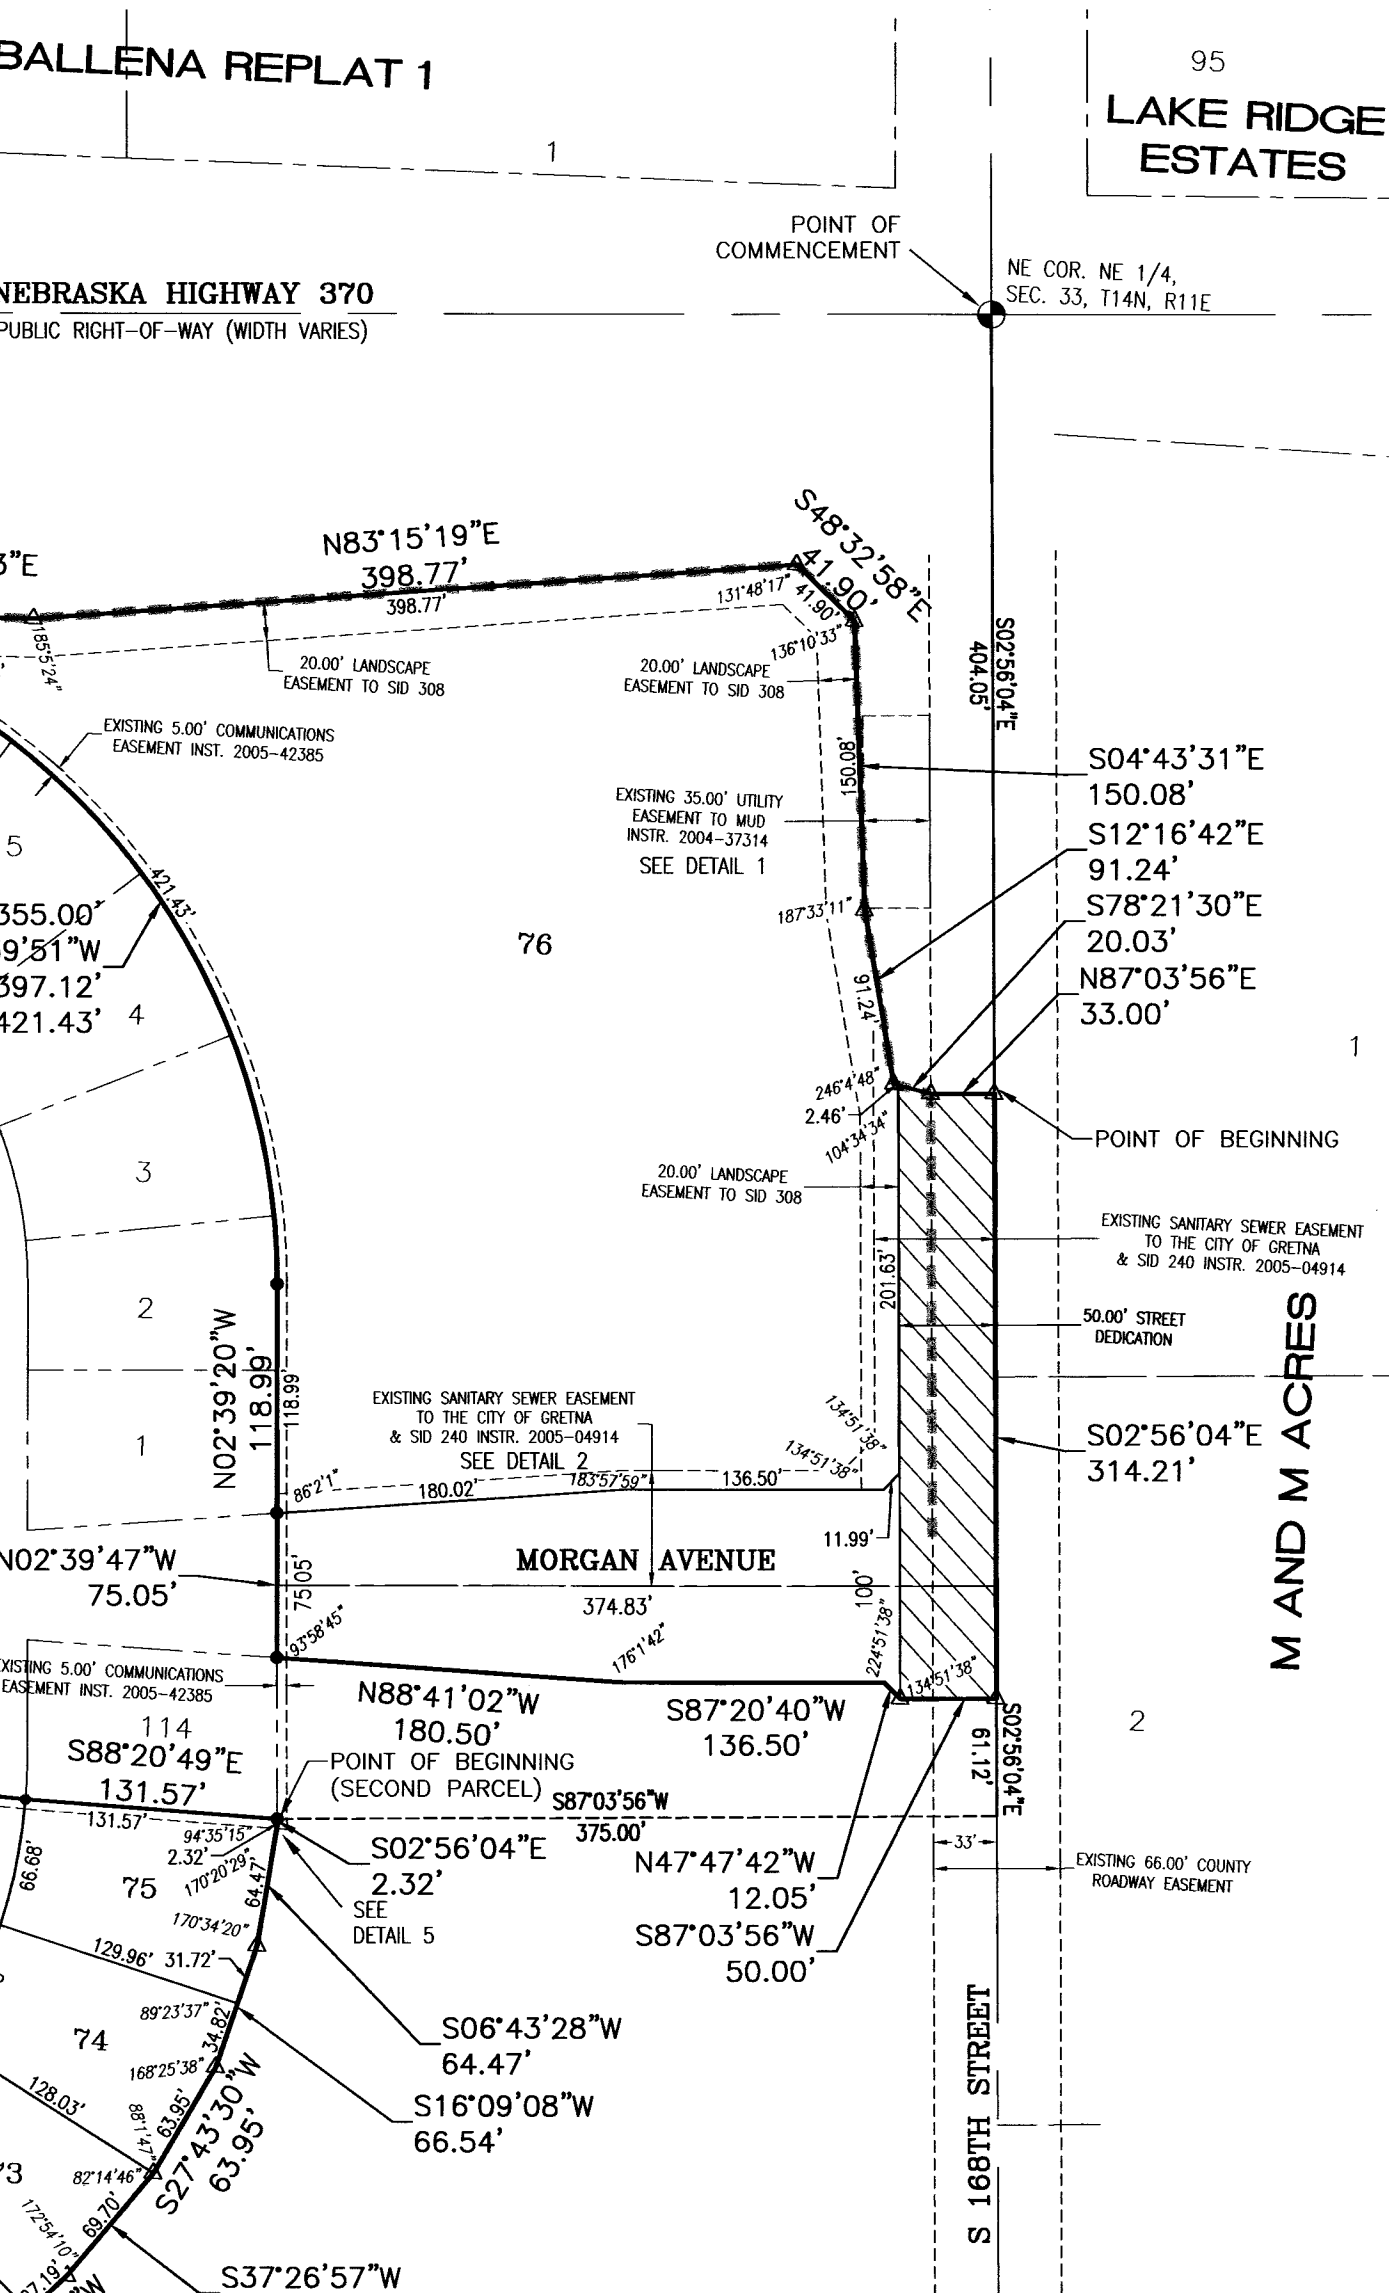 BALLENA REPLAT 1
95
LAKE RIDGE
ESTATES
1
POINT OF
COMMENCEMENT
NE COR. NE 1/4,
SEC. 33, T14N, R11E
NEBRASKA HIGHWAY 370
PUBLIC RIGHT-OF-WAY (WIDTH VARIES)
3"E
N83°15'19"E
398.77'
398.77'
S48°32'58"E
41.90'
131°48'17"
41.90'
136°10'33"
185°5'24"
20.00' LANDSCAPE
EASEMENT TO SID 308
20.00' LANDSCAPE
EASEMENT TO SID 308
S02°56'04"E
404.05'
EXISTING 5.00' COMMUNICATIONS
EASEMENT INST. 2005-42385
150.08'
S04°43'31"E
150.08'
EXISTING 35.00' UTILITY
EASEMENT TO MUD
INSTR. 2004-37314
SEE DETAIL 1
S12°16'42"E
91.24'
5
421.43'
355.00'
9'51"W
397.12'
421.43'
4
187°33'11"
S78°21'30"E
20.03'
76
N87°03'56"E
33.00'
91.24'
1
246°4'48"
2.46'
104°34'34"
POINT OF BEGINNING
3
20.00' LANDSCAPE
EASEMENT TO SID 308
EXISTING SANITARY SEWER EASEMENT
TO THE CITY OF GRETNA
& SID 240 INSTR. 2005-04914
201.63'
2
50.00' STREET
DEDICATION
M AND M ACRES
N02°39'20"W
118.99'
118.99'
EXISTING SANITARY SEWER EASEMENT
TO THE CITY OF GRETNA
& SID 240 INSTR. 2005-04914
SEE DETAIL 2
134°51'38"
134°51'38"
1
S02°56'04"E
314.21'
86°2'1"
180.02'
183°57'59"
136.50'
11.99'
N02°39'47"W
75.05'
75.05'
MORGAN AVENUE
374.83'
100'
93°58'45"
176°1'42"
224°51'38"
134°51'38"
EXISTING 5.00' COMMUNICATIONS
EASEMENT INST. 2005-42385
N88°41'02"W
180.50'
S87°20'40"W
136.50'
S02°56'04"E
61.12'
2
114
S88°20'49"E
131.57'
POINT OF BEGINNING
(SECOND PARCEL)
S87°03'56"W
375.00'
131.57'
94°35'15"
2.32'
170°20'29"
S02°56'04"E
2.32'
33'
N47°47'42"W
12.05'
EXISTING 66.00' COUNTY
ROADWAY EASEMENT
66.68'
75
64.47'
SEE
DETAIL 5
170°34'20"
S87°03'56"W
50.00'
129.96'
31.72'
89°23'37"
34.82'
74
S06°43'28"W
64.47'
168°25'38"
S 168TH STREET
128.03'
63.95'
S27°43'30"W
63.95'
S16°09'08"W
66.54'
88°1'47"
82°14'46"
73
69.70'
172°54'10"
S37°26'57"W